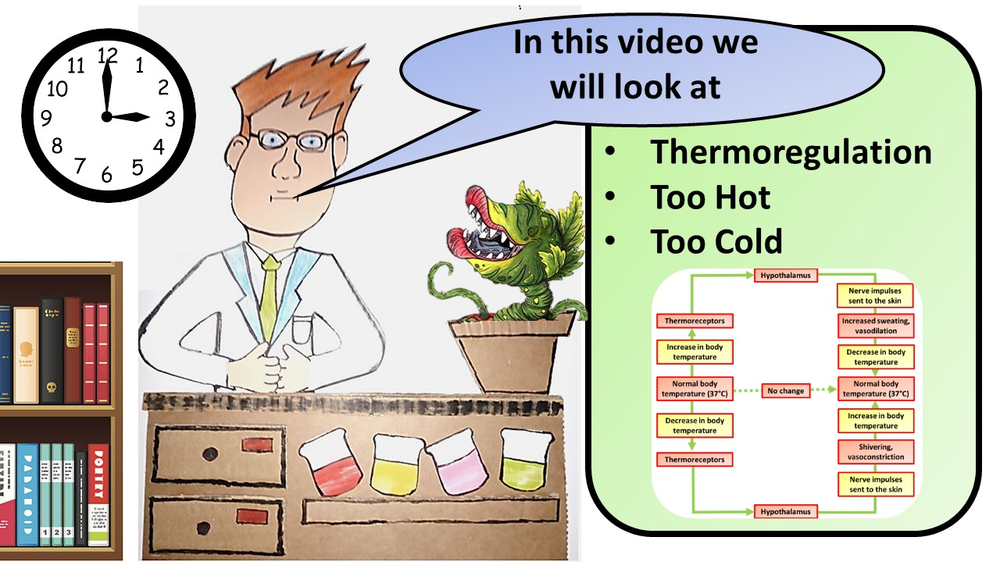 In this video we
will look at
12
11
1
10
2
9
3
8
4
7
5
6
• Thermoregulation
• Too Hot
• Too Cold
Hypothalamus
Nerve impulses
sent to the skin
Thermoreceptors
Increased sweating,
vasodilation
Increase in body
temperature
Decrease in body
temperature
Normal body
temperature (37°C)
No change
Normal body
temperature (37°C)
Decrease in body
temperature
Increase in body
temperature
Thermoreceptors
Shivering,
vasoconstriction
Nerve impulses
sent to the skin
Hypothalamus
PARANOID
1 2 3
POETRY